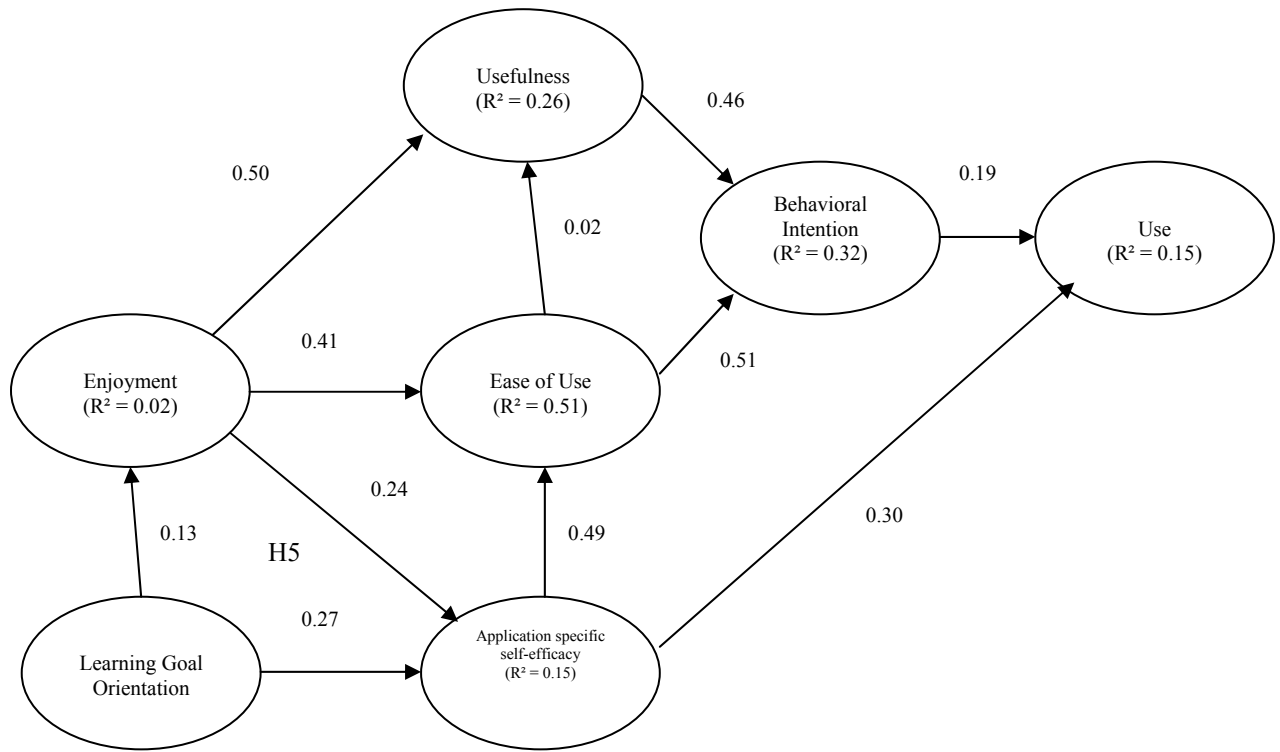 Usefulness
(R² = 0.26)
0.46
0.50
Behavioral
Intention
(R² = 0.32)
0.19
Use
(R² = 0.15)
0.02
0.41
0.51
Enjoyment
(R² = 0.02)
Ease of Use
(R² = 0.51)
0.24
0.30
0.13
H5
0.49
0.27
Learning Goal
Orientation
Application specific
self-efficacy
(R² = 0.15)